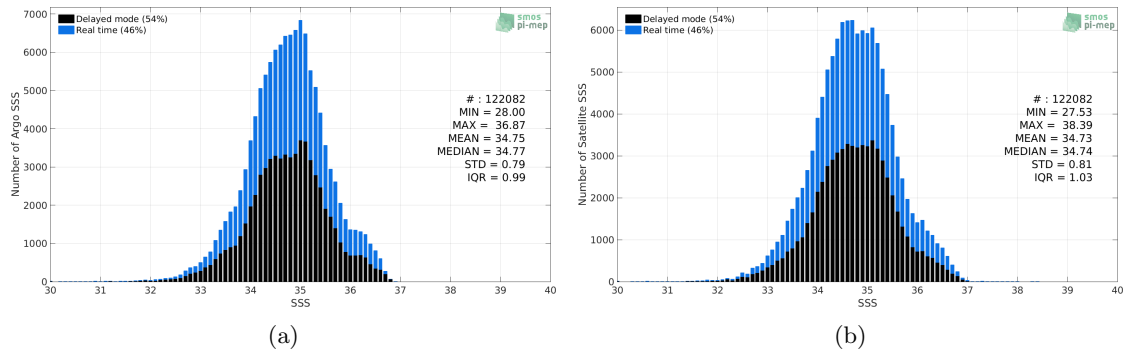 Delayed mode (54%)
Real time (46%)
smos
pi-mep
Number of Argo SSS
7000
6000
5000
4000
3000
2000
1000
0
# : 122082
MIN = 28.00
MAX = 36.87
MEAN = 34.75
MEDIAN = 34.77
STD = 0.79
IQR = 0.99
30 31 32 33 34 35 36 37 38 39 40
SSS
(a)
Delayed mode (54%)
Real time (46%)
smos
pi-mep
Number of Satellite SSS
6000
5000
4000
3000
2000
1000
0
# : 122082
MIN = 27.53
MAX = 38.39
MEAN = 34.73
MEDIAN = 34.74
STD = 0.81
IQR = 1.03
30 31 32 33 34 35 36 37 38 39 40
SSS
(b)